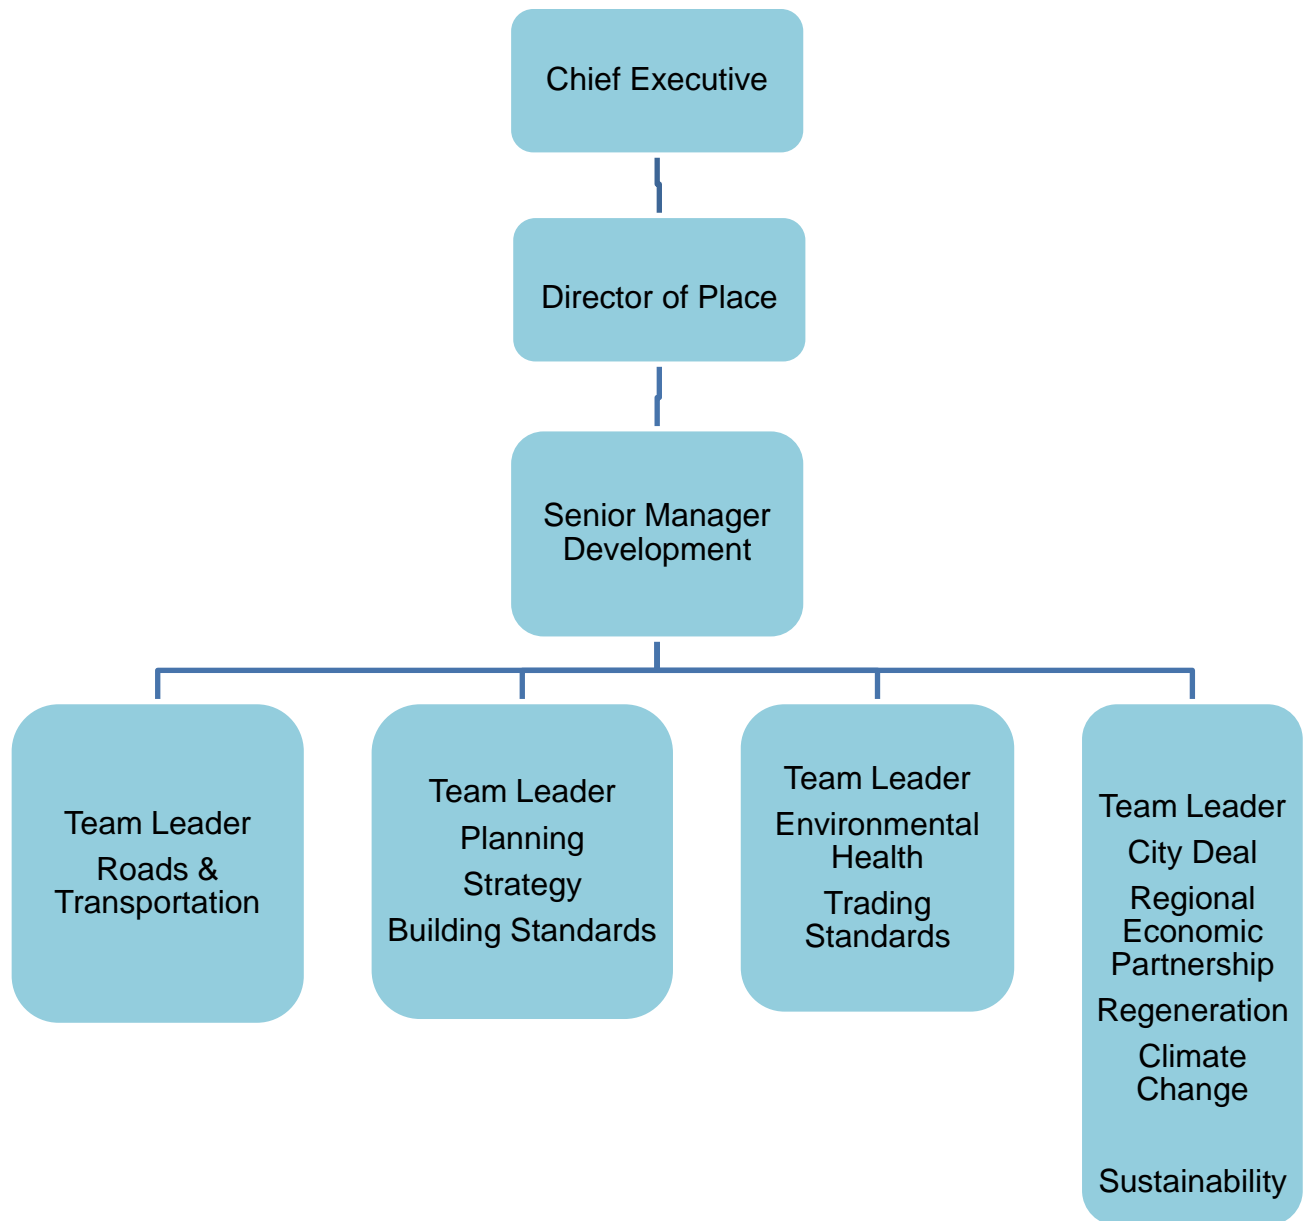 Chief Executive
Director of Place
Senior Manager
Development
Team Leader
Roads &
Transportation
Team Leader
Planning
Strategy
Building Standards
Team Leader
Environmental
Health
Trading
Standards
Team Leader
City Deal
Regional
Economic
Partnership
Regeneration
Climate
Change
Sustainability